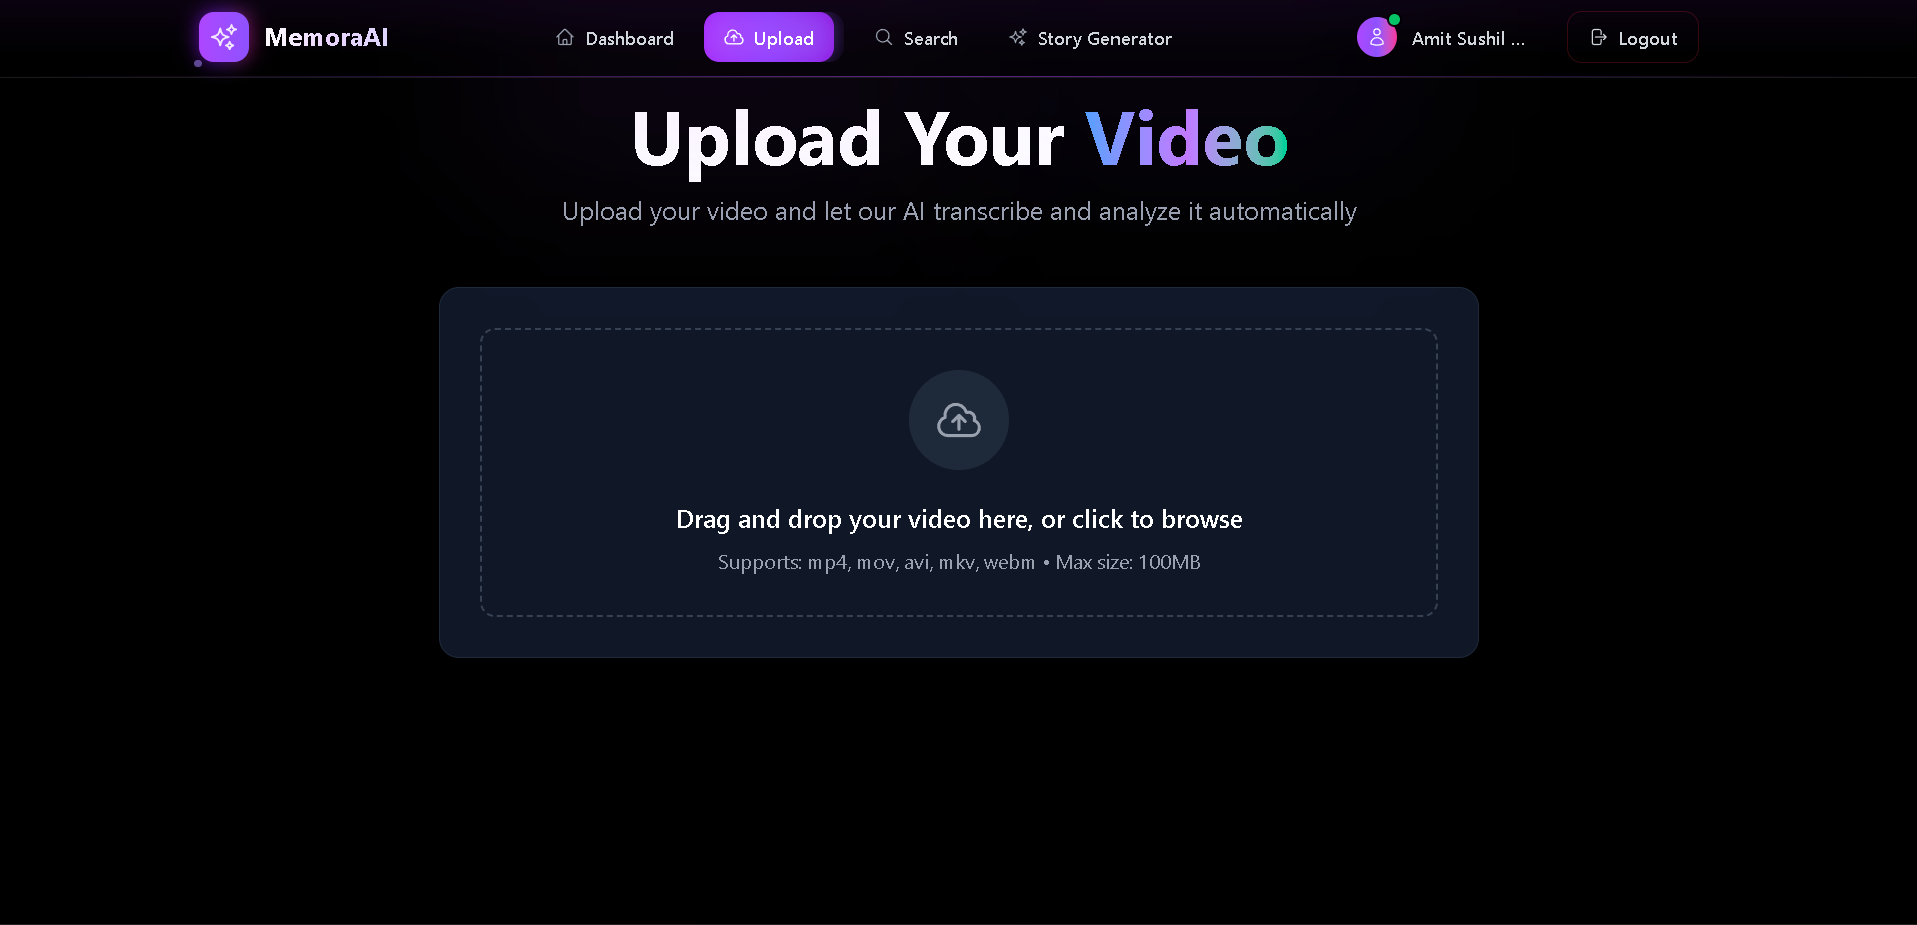 MemoraAI
Dashboard
Upload
Search
Story Generator
Amit Sushil ...
Logout
Upload Your Video
Upload your video and let our AI transcribe and analyze it automatically
Drag and drop your video here, or click to browse
Supports: mp4, mov, avi, mkv, webm • Max size: 100MB